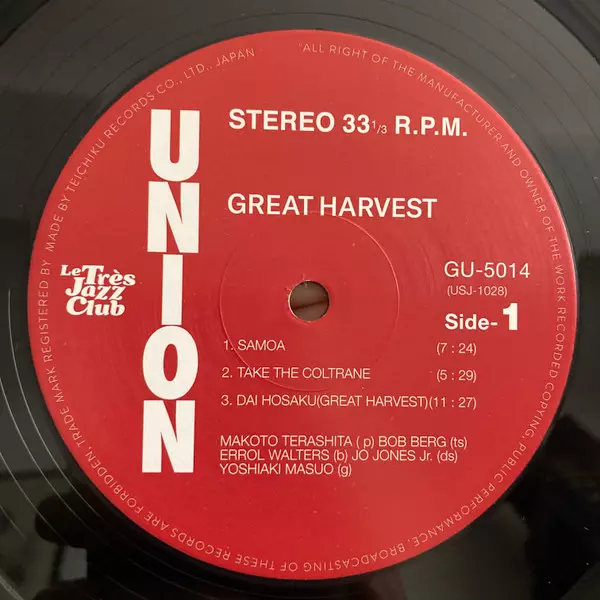 MADE BY TEICHIKU RECORDS CO., LTD., JAPAN
ALL RIGHT OF THE MANUFACTURER AND OWNER OF THE WORK RECORDED COPYING, PUBLIC PERFORMANCE, BROADCASTING OF THESE RECORDS ARE FORBIDDEN, TRADE MARK REGISTERED BY
UNION
STEREO 33 1/3 R.P.M.
GREAT HARVEST
Le Très
Jazz
Club
GU-5014
(USJ-1028)
Side-1
1. SAMOA (7 : 24)
2. TAKE THE COLTRANE (5 : 29)
3. DAI HOSAKU(GREAT HARVEST)(11 : 27)
MAKOTO TERASHITA ( p) BOB BERG (ts)
ERROL WALTERS (b) JO JONES Jr. (ds)
YOSHIAKI MASUO (g)